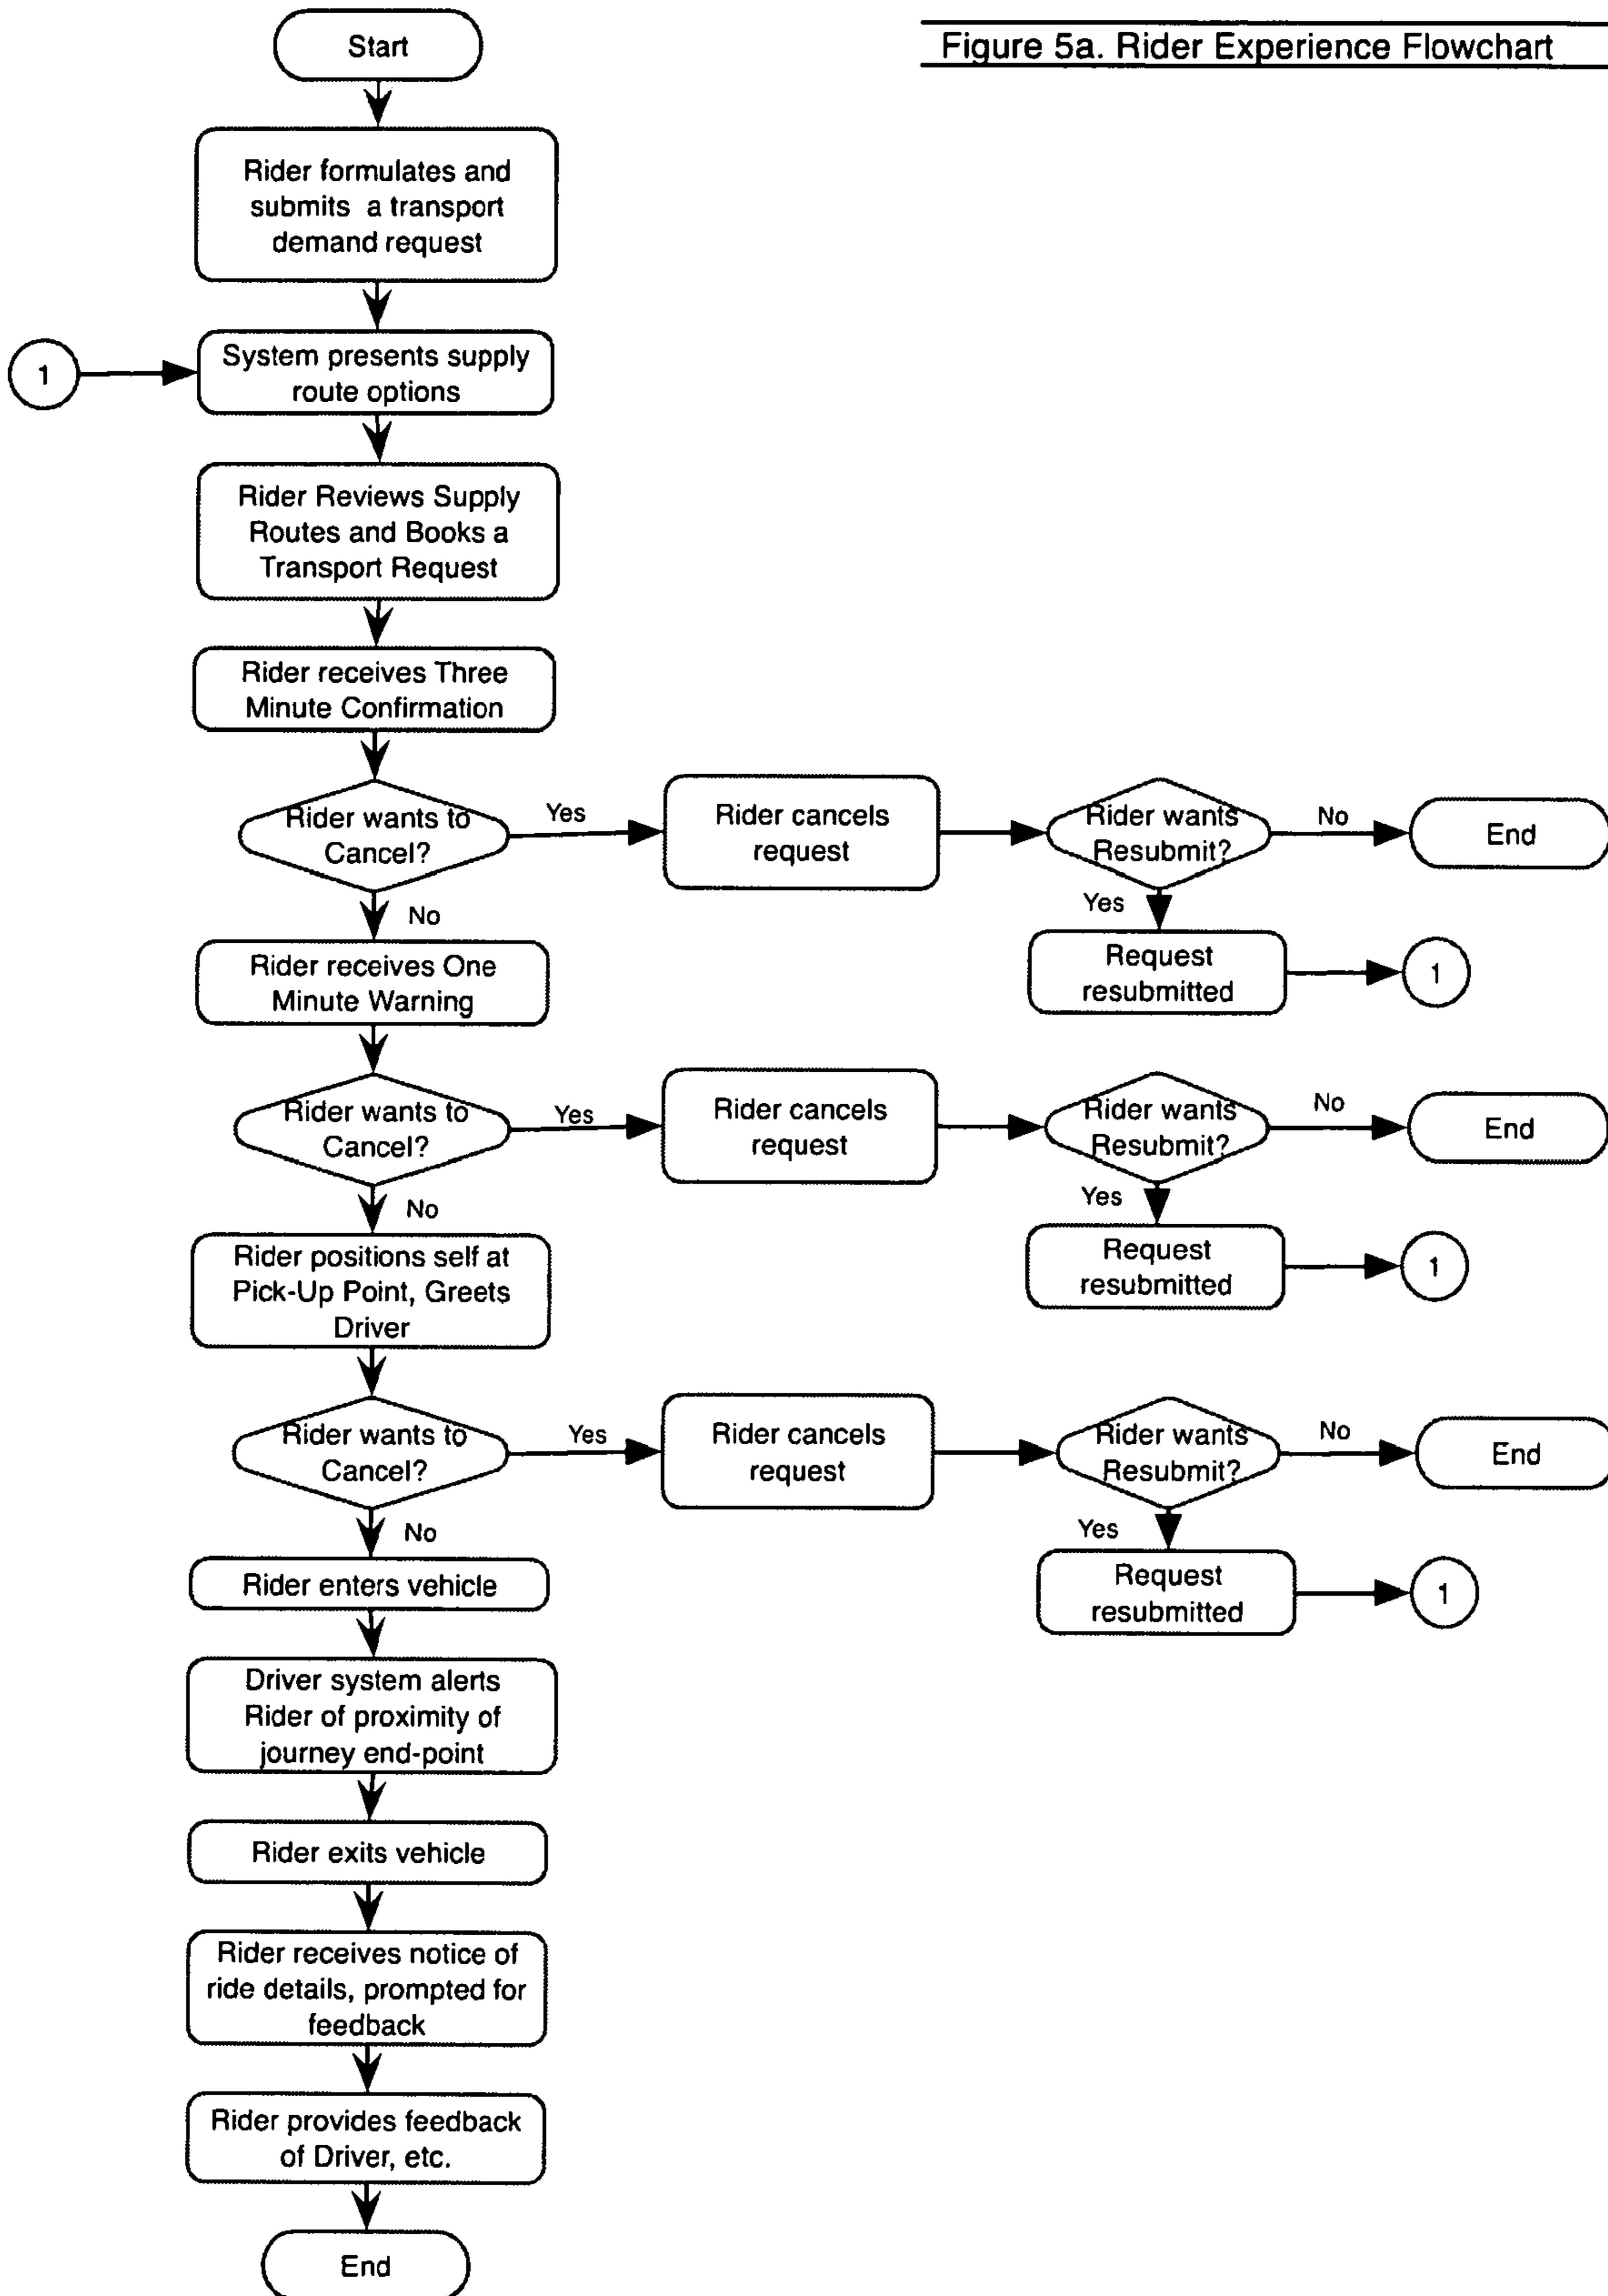 Figure 5a. Rider Experience Flowchart
Start
Rider formulates and
submits a transport
demand request
1
System presents supply
route options
Rider Reviews Supply
Routes and Books a
Transport Request
Rider receives Three
Minute Confirmation
Rider wants to
Cancel?
Yes
Rider cancels
request
Rider wants
Resubmit?
No
End
Yes
Request
resubmitted
1
No
Rider receives One
Minute Warning
Rider wants to
Cancel?
Yes
Rider cancels
request
Rider wants
Resubmit?
No
End
Yes
Request
resubmitted
1
No
Rider positions self at
Pick-Up Point, Greets
Driver
Rider wants to
Cancel?
Yes
Rider cancels
request
Rider wants
Resubmit?
No
End
Yes
Request
resubmitted
1
No
Rider enters vehicle
Driver system alerts
Rider of proximity of
journey end-point
Rider exits vehicle
Rider receives notice of
ride details, prompted for
feedback
Rider provides feedback
of Driver, etc.
End